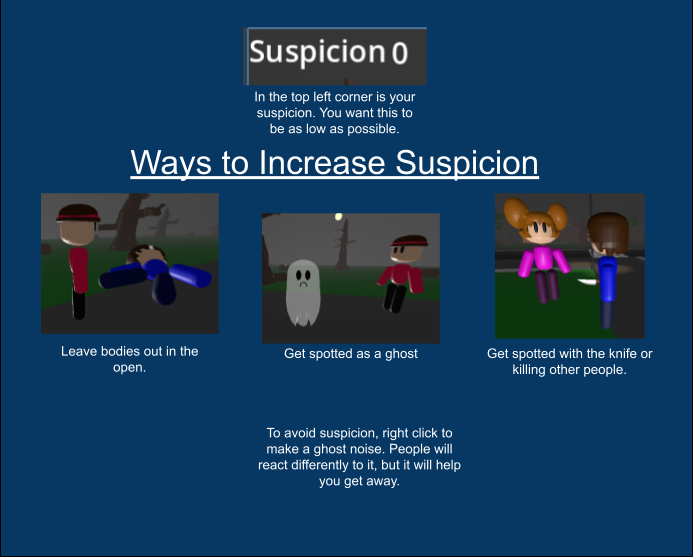 Suspicion 0
In the top left corner is your
suspicion. You want this to
be as low as possible.
Ways to Increase Suspicion
Leave bodies out in the
open.
Get spotted as a ghost
Get spotted with the knife or
killing other people.
To avoid suspicion, right click to
make a ghost noise. People will
react differently to it, but it will help
you get away.